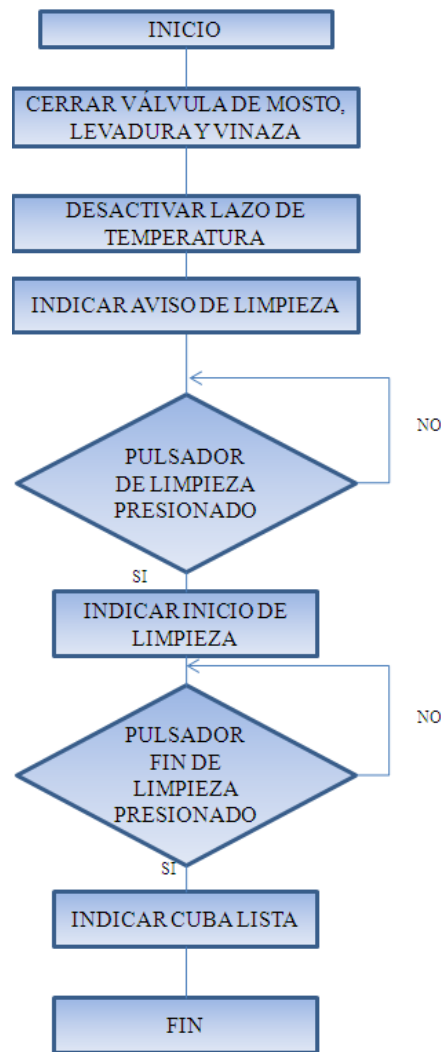 INICIO
CERRAR VÁLVULA DE MOSTO,
LEVADURA Y VINAZA
DESACTIVAR LAZO DE
TEMPERATURA
INDICAR AVISO DE LIMPIEZA
NO
PULSADOR
DE LIMPIEZA
PRESIONADO
SI
INDICAR INICIO DE
LIMPIEZA
NO
PULSADOR
FIN DE
LIMPIEZA
PRESIONADO
SI
INDICAR CUBA LISTA
FIN